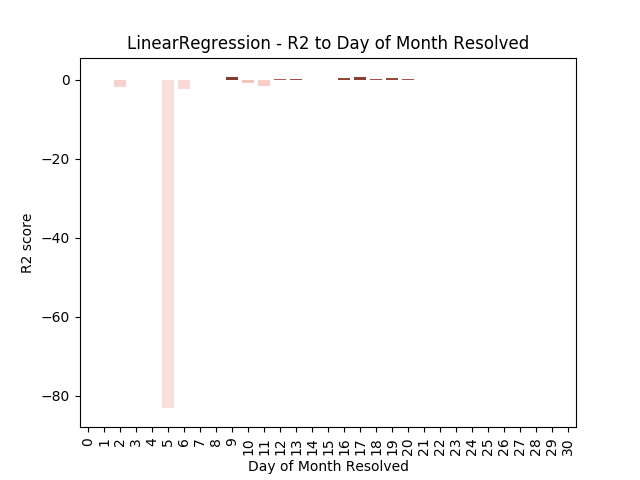 LinearRegression - R2 to Day of Month Resolved
R2 score
0
−20
−40
−60
−80
0 1 2 3 4 5 6 7 8 9 10 11 12 13 14 15 16 17 18 19 20 21 22 23 24 25 26 27 28 29 30
Day of Month Resolved